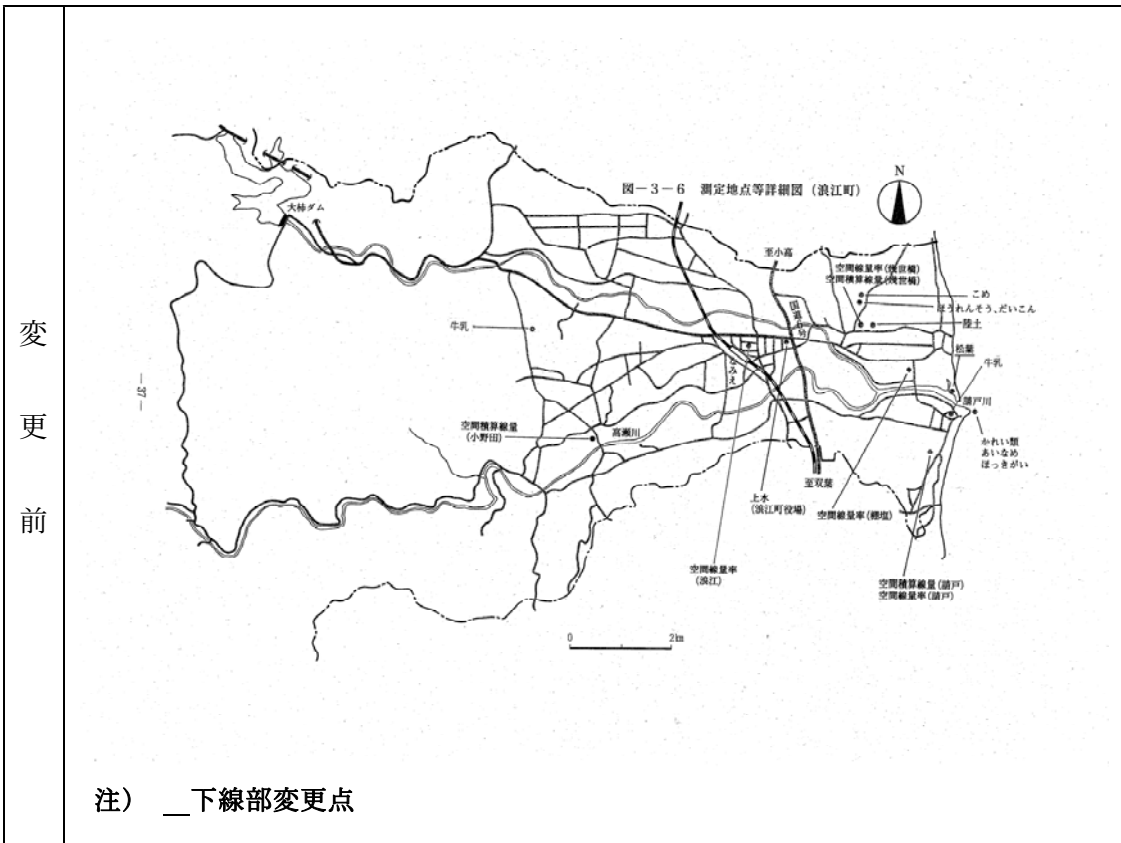 変更前
図－3－6　測定地点等詳細図（浪江町）
N
大柿ダム
至小高
空間線量率(幾世橋)
空間積算線量(幾世橋)
こめ
ほうれんそう、だいこん
陸土
国道6号
牛乳
なみえ
松葉
牛乳
請戸川
－37－
空間積算線量
(小野田)
高瀬川
かれい類
あいなめ
ほっきがい
至双葉
上水
(浪江町役場)
空間線量率(棚塩)
空間線量率
(浪江)
空間積算線量(請戸)
空間線量率(請戸)
0
2km
注）　＿下線部変更点